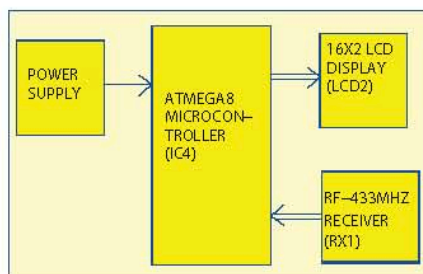 POWER
SUPPLY
ATMEGA8
MICROCON–
TROLLER
(IC4)
16X2 LCD
DISPLAY
(LCD2)
RF–433MHZ
RECEIVER
(RX1)